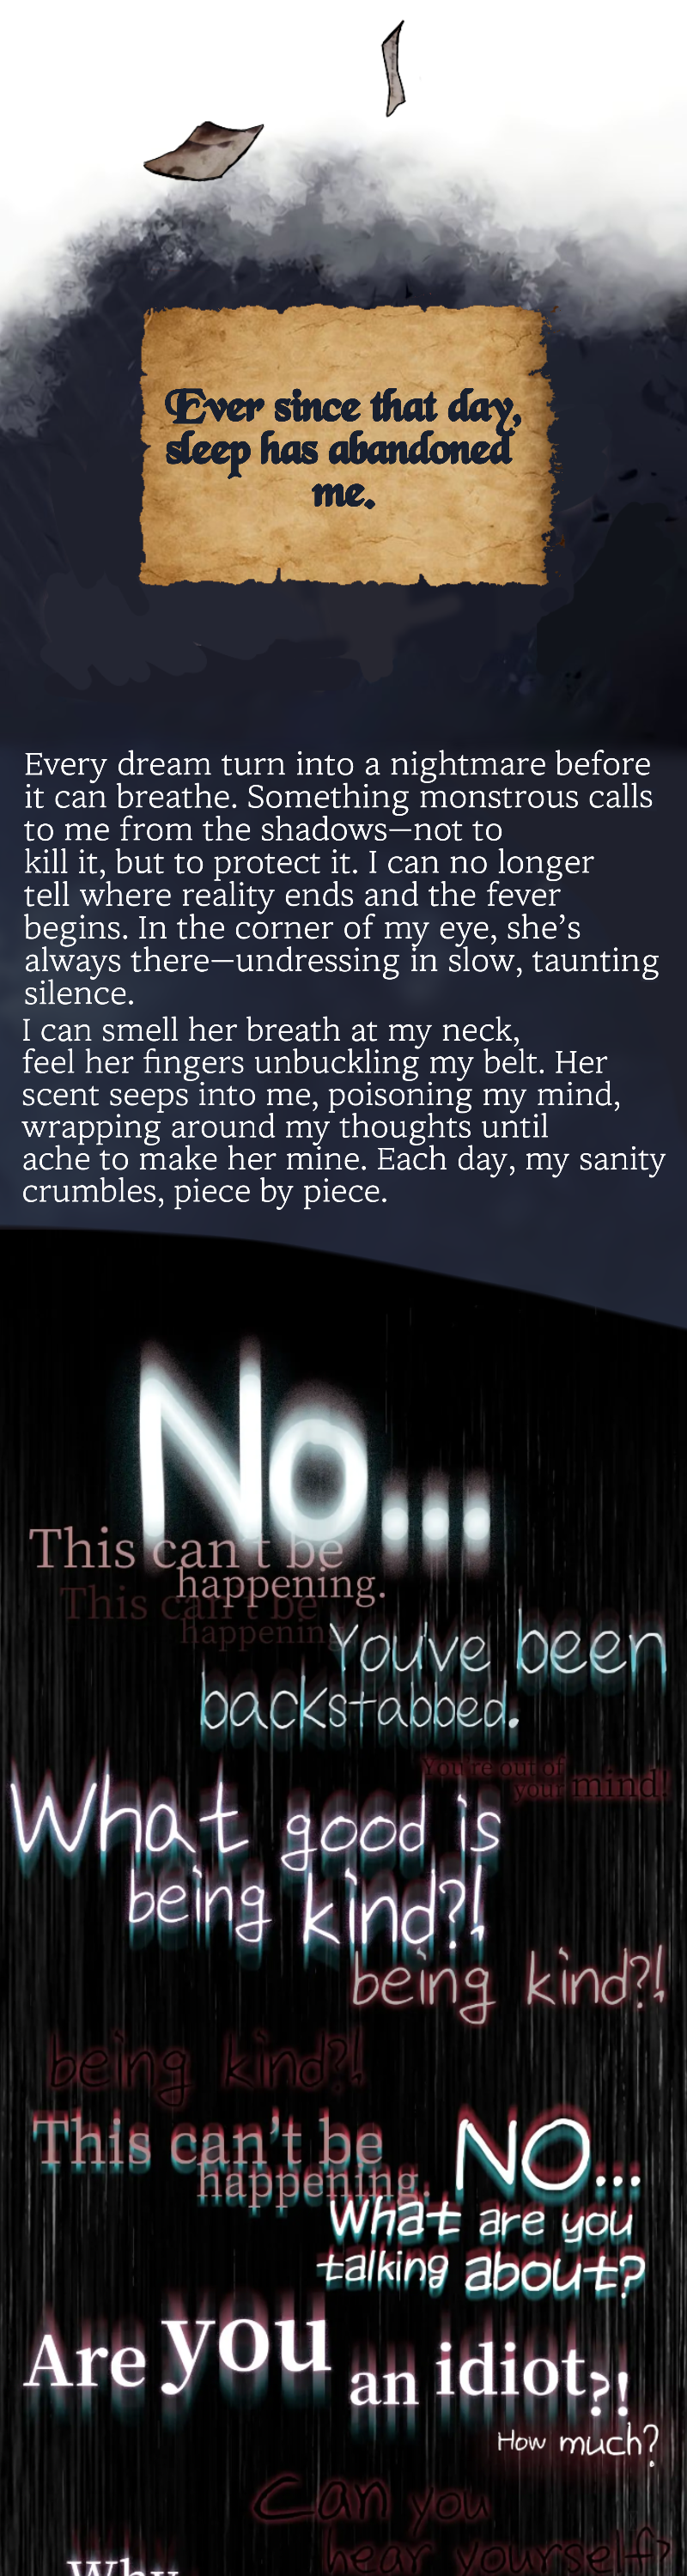 Ever since that day,
sleep has abandoned
me.
Every dream turn into a nightmare before
it can breathe. Something monstrous calls
to me from the shadows—not to
kill it, but to protect it. I can no longer
tell where reality ends and the fever
begins. In the corner of my eye, she’s
always there—undressing in slow, taunting
silence.
I can smell her breath at my neck,
feel her fingers unbuckling my belt. Her
scent seeps into me, poisoning my mind,
wrapping around my thoughts until
ache to make her mine. Each day, my sanity
crumbles, piece by piece.
No...
This can't be
happening.
This can't be
happening
You've been
backstabbed.
You're out of
your mind!
What good is
being kind?!
being kind?!
being kind?!
This can't be
happening.
NO...
What are you
talking about?
Are you an idiot?!
How much?
Can you
hear yourself?
Why